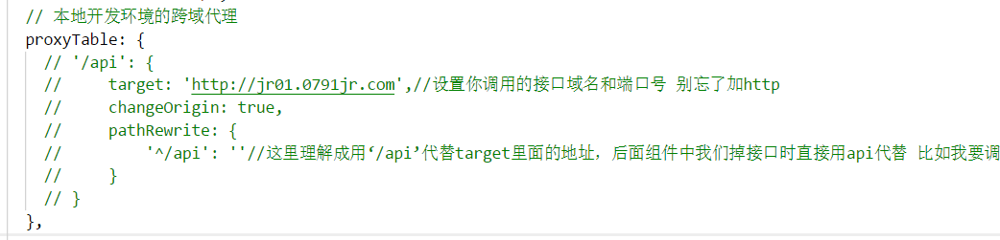 // 本地开发环境的跨域代理
proxyTable: {
// '/api': {
//     target: 'http://jr01.0791jr.com',//设置你调用的接口域名和端口号 别忘了加http
//     changeOrigin: true,
//     pathRewrite: {
//         '^/api': ''//这里理解成用‘/api’代替target里面的地址，后面组件中我们掉接口时直接用api代替 比如我要调
//     }
// }
},